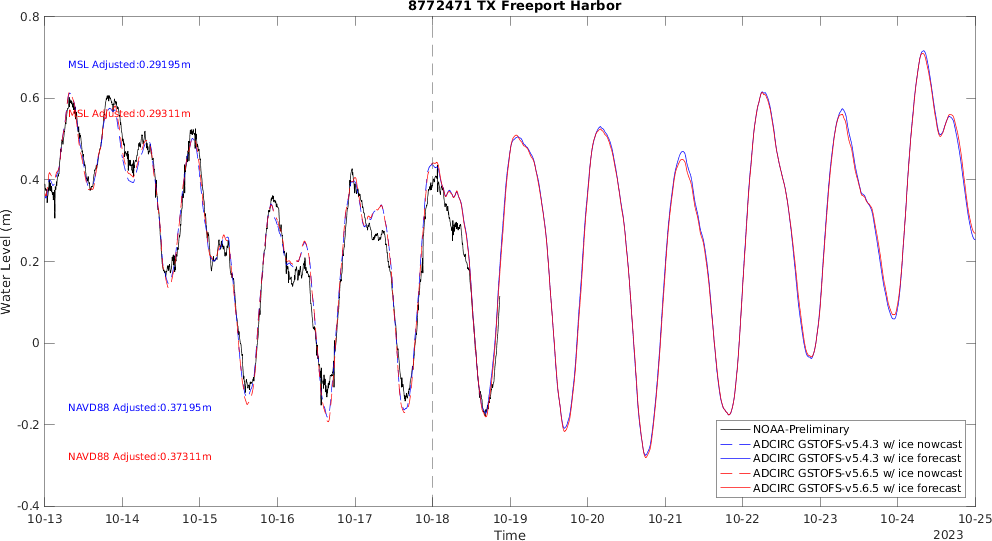 8772471 TX Freeport Harbor
0.8
MSL Adjusted:0.29195m
0.6
MSL Adjusted:0.29311m
0.4
Water Level (m)
0.2
0
-0.2
NAVD88 Adjusted:0.37195m
NAVD88 Adjusted:0.37311m
-0.4
NOAA-Preliminary
ADCIRC GSTOFS-v5.4.3 w/ ice nowcast
ADCIRC GSTOFS-v5.4.3 w/ ice forecast
ADCIRC GSTOFS-v5.6.5 w/ ice nowcast
ADCIRC GSTOFS-v5.6.5 w/ ice forecast
10-13 10-14 10-15 10-16 10-17 10-18 10-19 10-20 10-21 10-22 10-23 10-24 10-25
Time
2023